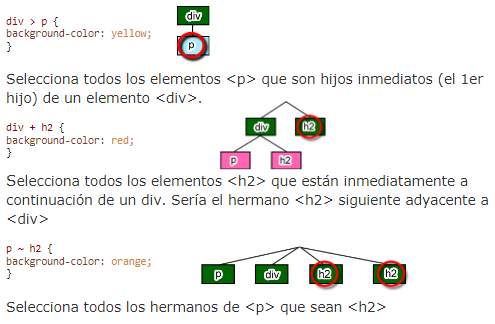 div > p {
background-color: yellow;
}
div
p
Selecciona todos los elementos <p> que son hijos inmediatos (el 1er
hijo) de un elemento <div>.
div + h2 {
background-color: red;
}
div h2
p h2
Selecciona todos los elementos <h2> que están inmediatamente a
continuación de un div. Sería el hermano <h2> siguiente adyacente a
<div>
p ~ h2 {
background-color: orange;
}
p div h2 h2
Selecciona todos los hermanos de <p> que sean <h2>